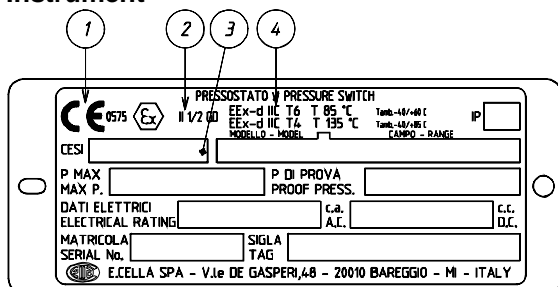 Instrument
1 2 3 4
PRESSOSTATO - PRESSURE SWITCH
CE 0575 Ex II 1/2 GD EEx-d IIC T6 T 85 °C Tamb.-40/+60 C IP
EEx-d IIC T4 T 135 °C Tamb.-40/+85 C
MODELLO - MODEL CAMPO - RANGE
CESI
P MAX P DI PROVA
MAX P. PROOF PRESS.
DATI ELETTRICI c.a. c.c.
ELECTRICAL RATING A.C. D.C.
MATRICOLA SIGLA
SERIAL No. TAG
E.CELLA SPA - V.le DE GASPERI,48 - 20010 BAREGGIO - MI - ITALY